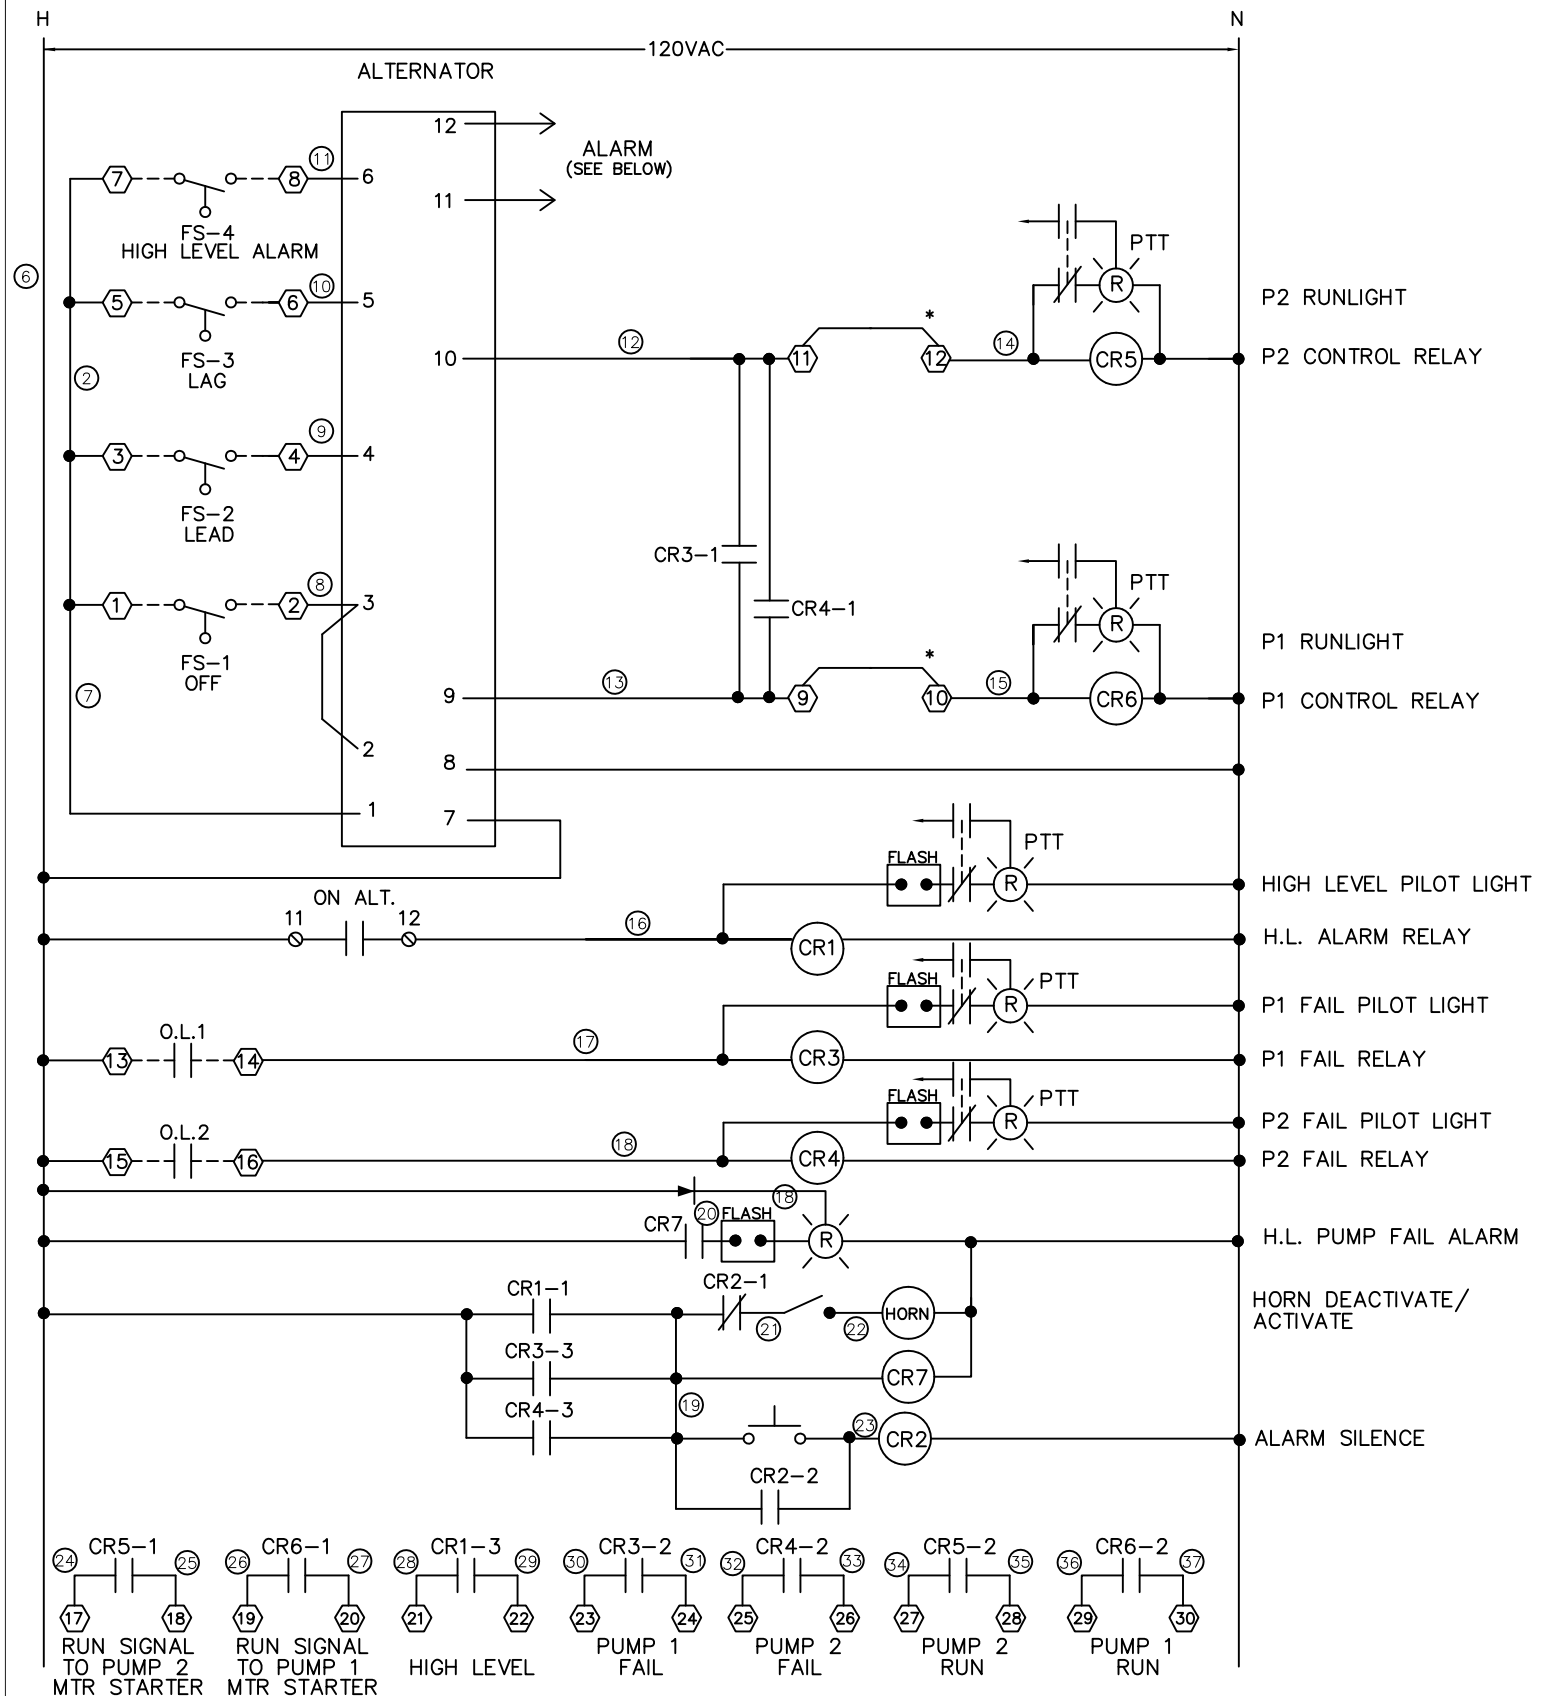 H
N
120VAC
ALTERNATOR
12
ALARM
(SEE BELOW)
11
7
8
11
6
FS-4
HIGH LEVEL ALARM
6
5
6
10
5
FS-3
LAG
2
3
4
9
4
FS-2
LEAD
1
2
8
3
FS-1
OFF
7
2
1
10
12
11
*
12
14
CR5
PTT
R
P2 RUNLIGHT
P2 CONTROL RELAY
CR3-1
CR4-1
9
13
9
*
10
15
CR6
PTT
R
P1 RUNLIGHT
P1 CONTROL RELAY
8
7
FLASH
R
PTT
HIGH LEVEL PILOT LIGHT
ON ALT.
11
12
16
CR1
H.L. ALARM RELAY
FLASH
R
PTT
P1 FAIL PILOT LIGHT
O.L.1
13
14
17
CR3
P1 FAIL RELAY
FLASH
R
PTT
P2 FAIL PILOT LIGHT
O.L.2
15
16
18
CR4
P2 FAIL RELAY
18
CR7
20
FLASH
R
H.L. PUMP FAIL ALARM
CR1-1
CR2-1
21
22
HORN
HORN DEACTIVATE/
ACTIVATE
CR3-3
CR7
CR4-3
19
23
CR2
ALARM SILENCE
CR2-2
24
CR5-1
25
17
18
RUN SIGNAL
TO PUMP 2
MTR STARTER
26
CR6-1
27
19
20
RUN SIGNAL
TO PUMP 1
MTR STARTER
28
CR1-3
29
21
22
HIGH LEVEL
30
CR3-2
31
23
24
PUMP 1
FAIL
32
CR4-2
33
25
26
PUMP 2
FAIL
34
CR5-2
35
27
28
PUMP 2
RUN
36
CR6-2
37
29
30
PUMP 1
RUN